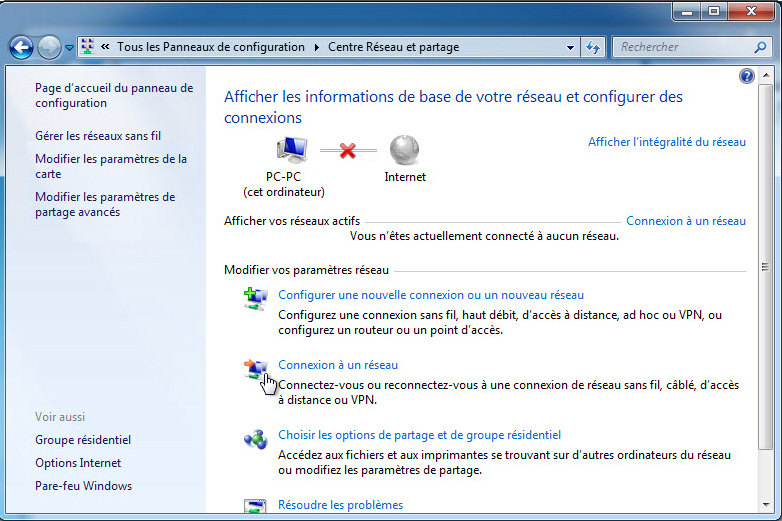 « Tous les Panneaux de configuration ▸ Centre Réseau et partage
Rechercher
Page d'accueil du panneau de
configuration
Gérer les réseaux sans fil
Modifier les paramètres de la
carte
Modifier les paramètres de
partage avancés
Voir aussi
Groupe résidentiel
Options Internet
Pare-feu Windows
Afficher les informations de base de votre réseau et configurer des
connexions
Afficher l'intégralité du réseau
PC-PC
(cet ordinateur)
Internet
Afficher vos réseaux actifs
Connexion à un réseau
Vous n'êtes actuellement connecté à aucun réseau.
Modifier vos paramètres réseau
Configurer une nouvelle connexion ou un nouveau réseau
Configurez une connexion sans fil, haut débit, d'accès à distance, ad hoc ou VPN, ou
configurez un routeur ou un point d'accès.
Connexion à un réseau
Connectez-vous ou reconnectez-vous à une connexion de réseau sans fil, câblé, d'accès
à distance ou VPN.
Choisir les options de partage et de groupe résidentiel
Accédez aux fichiers et aux imprimantes se trouvant sur d'autres ordinateurs du réseau
ou modifiez les paramètres de partage.
Résoudre les problèmes